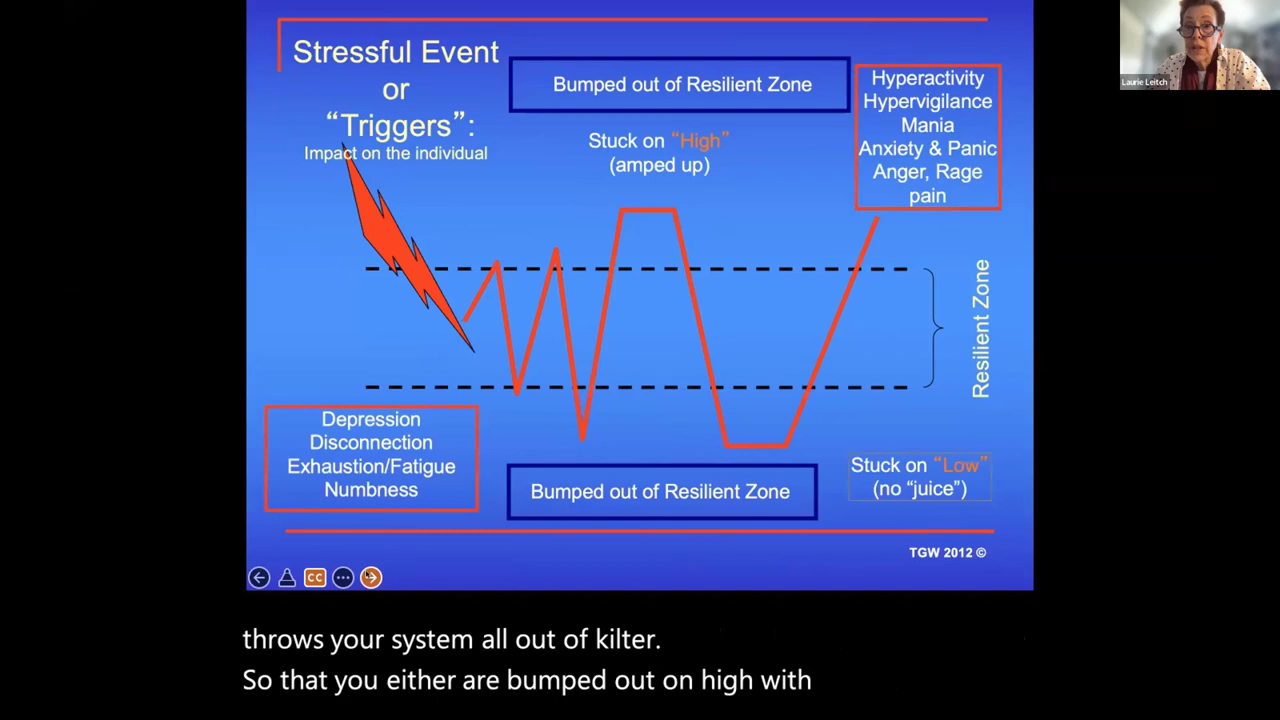 Stressful Event
or
“Triggers”:
Impact on the individual
Bumped out of Resilient Zone
Stuck on “High”
(amped up)
Hyperactivity
Hypervigilance
Mania
Anxiety & Panic
Anger, Rage
pain
Laurie Leitch
Resilient Zone
Depression
Disconnection
Exhaustion/Fatigue
Numbness
Bumped out of Resilient Zone
Stuck on “Low”
(no “juice”)
TGW 2012 ©
CC
throws your system all out of kilter.
So that you either are bumped out on high with